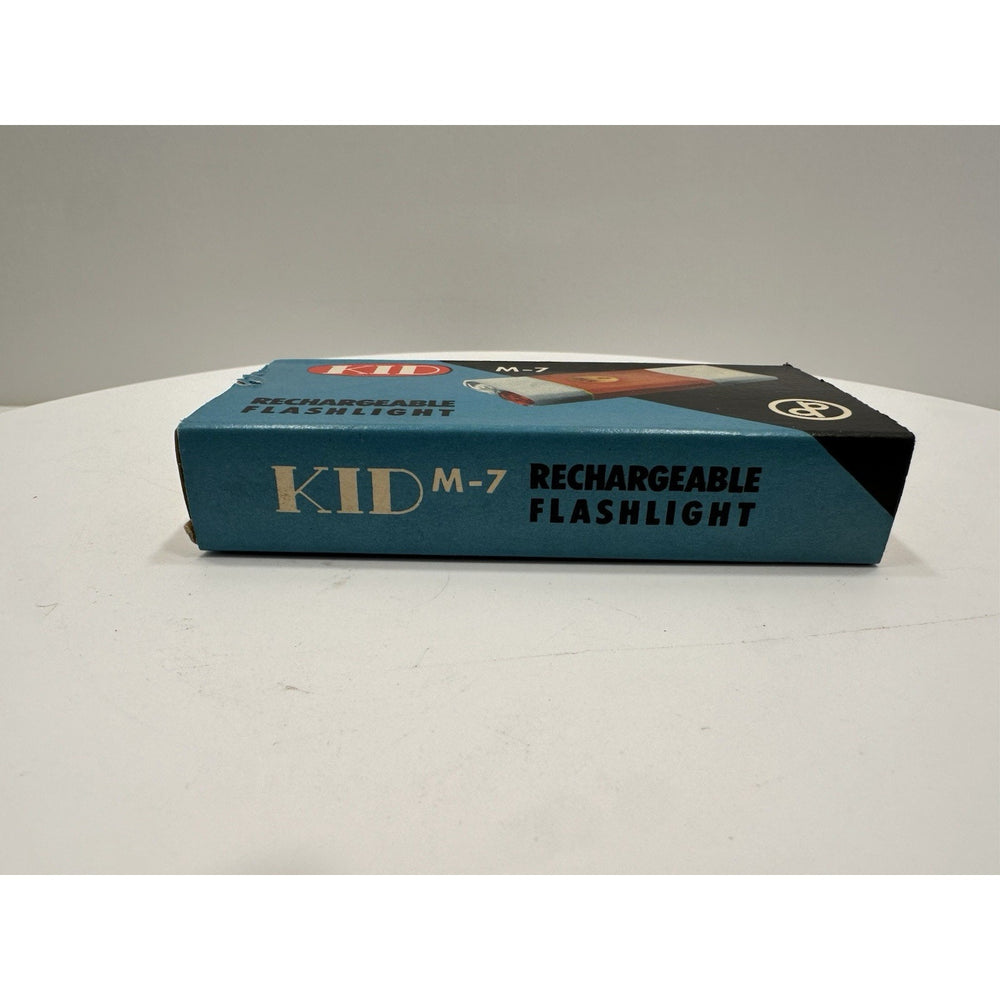 KID M-7
RECHARGEABLE
FLASHLIGHT
KID M-7 RECHARGEABLE
FLASHLIGHT